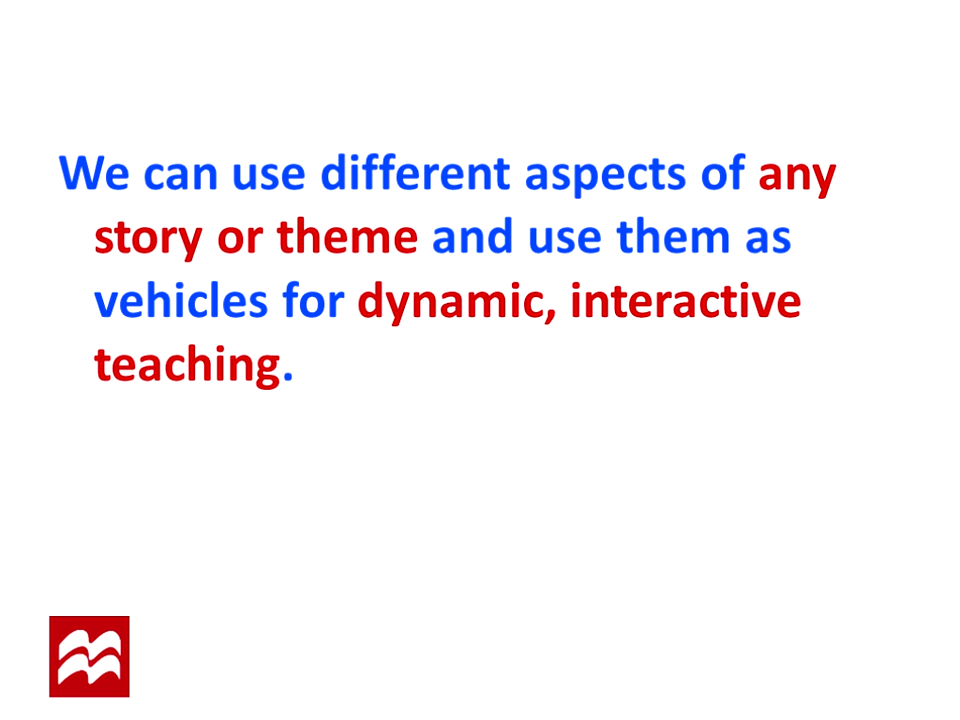 We can use different aspects of any
story or theme and use them as
vehicles for dynamic, interactive
teaching.